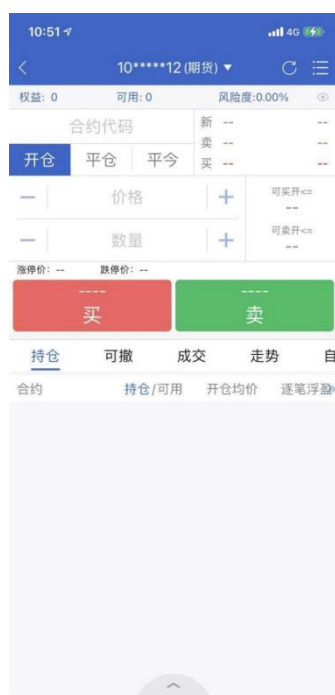 10:51 4G
10*****12 (期货) ▼
权益: 0 可用: 0 风险度:0.00%
合约代码 新 -- --
卖 -- --
开仓 平仓 平今 买 -- --
— 价格 + 可买开<=
--
— 数量 + 可卖开<=
--
涨停价: -- 跌停价: --
---- ----
买 卖
持仓 可撤 成交 走势 自
合约 持仓/可用 开仓均价 逐笔浮盈